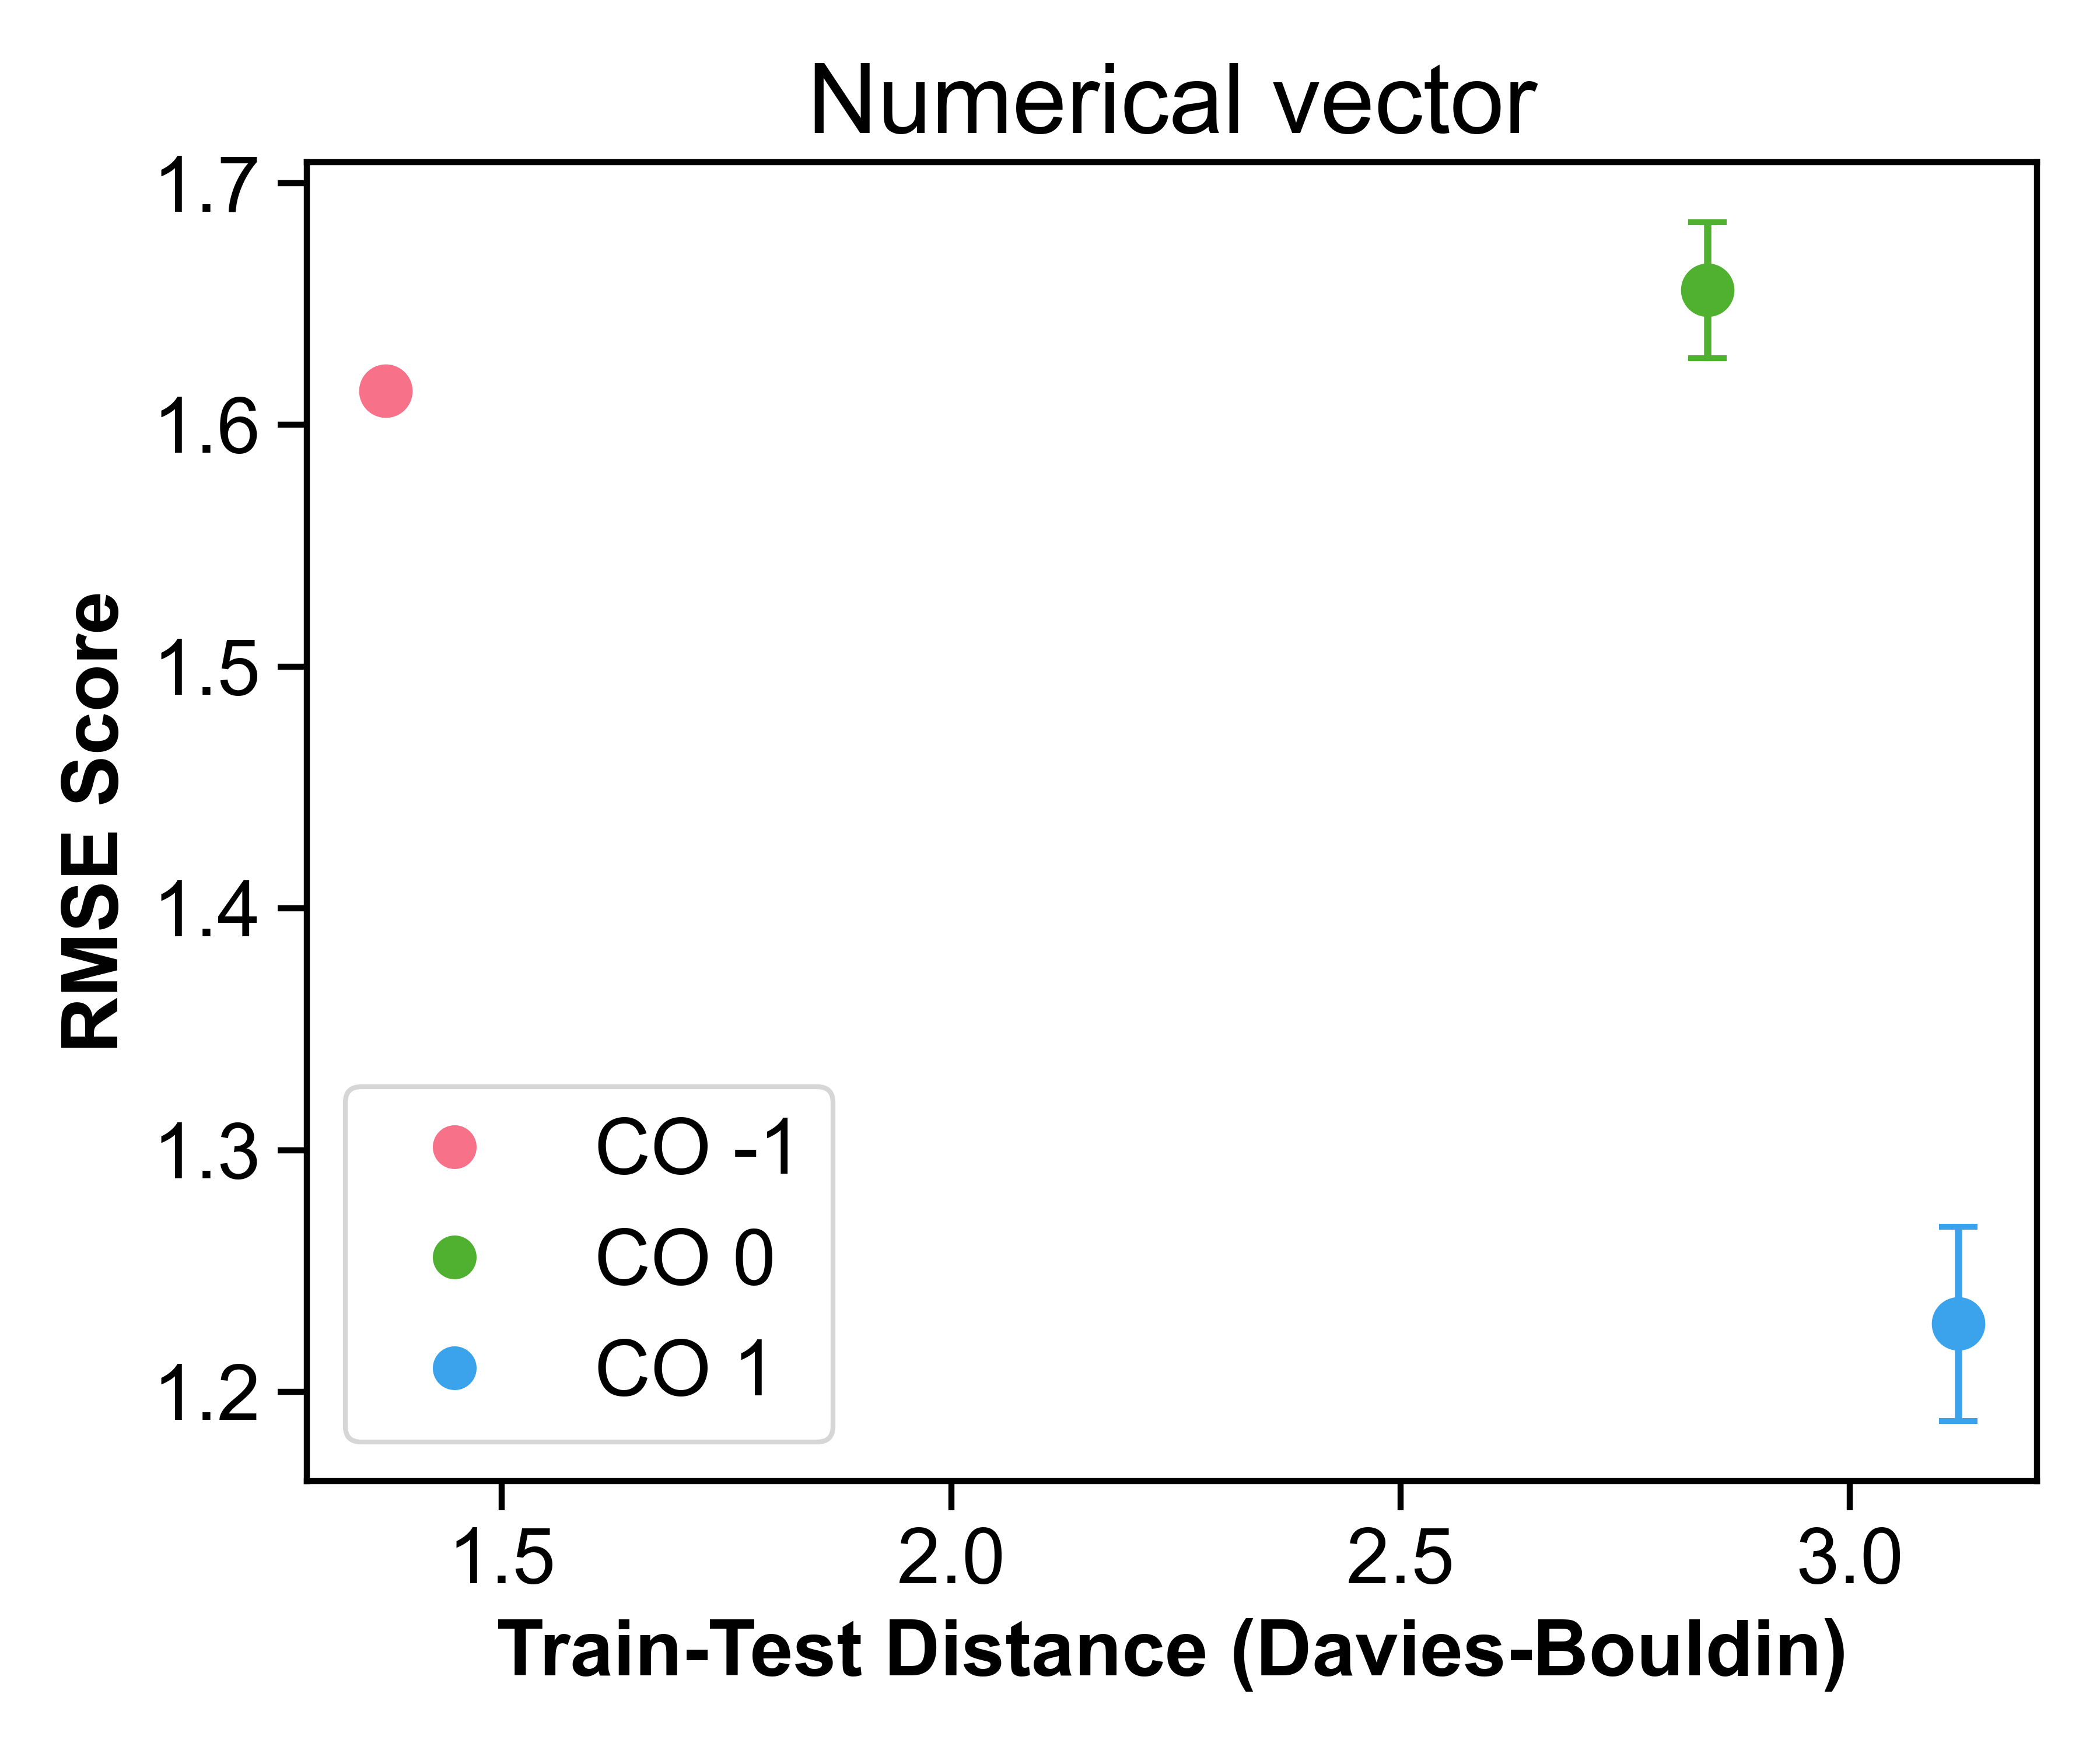 Numerical vector
1.7
1.6
1.5
1.4
1.3
1.2
RMSE Score
CO -1
CO 0
CO 1
1.5 2.0 2.5 3.0
Train-Test Distance (Davies-Bouldin)